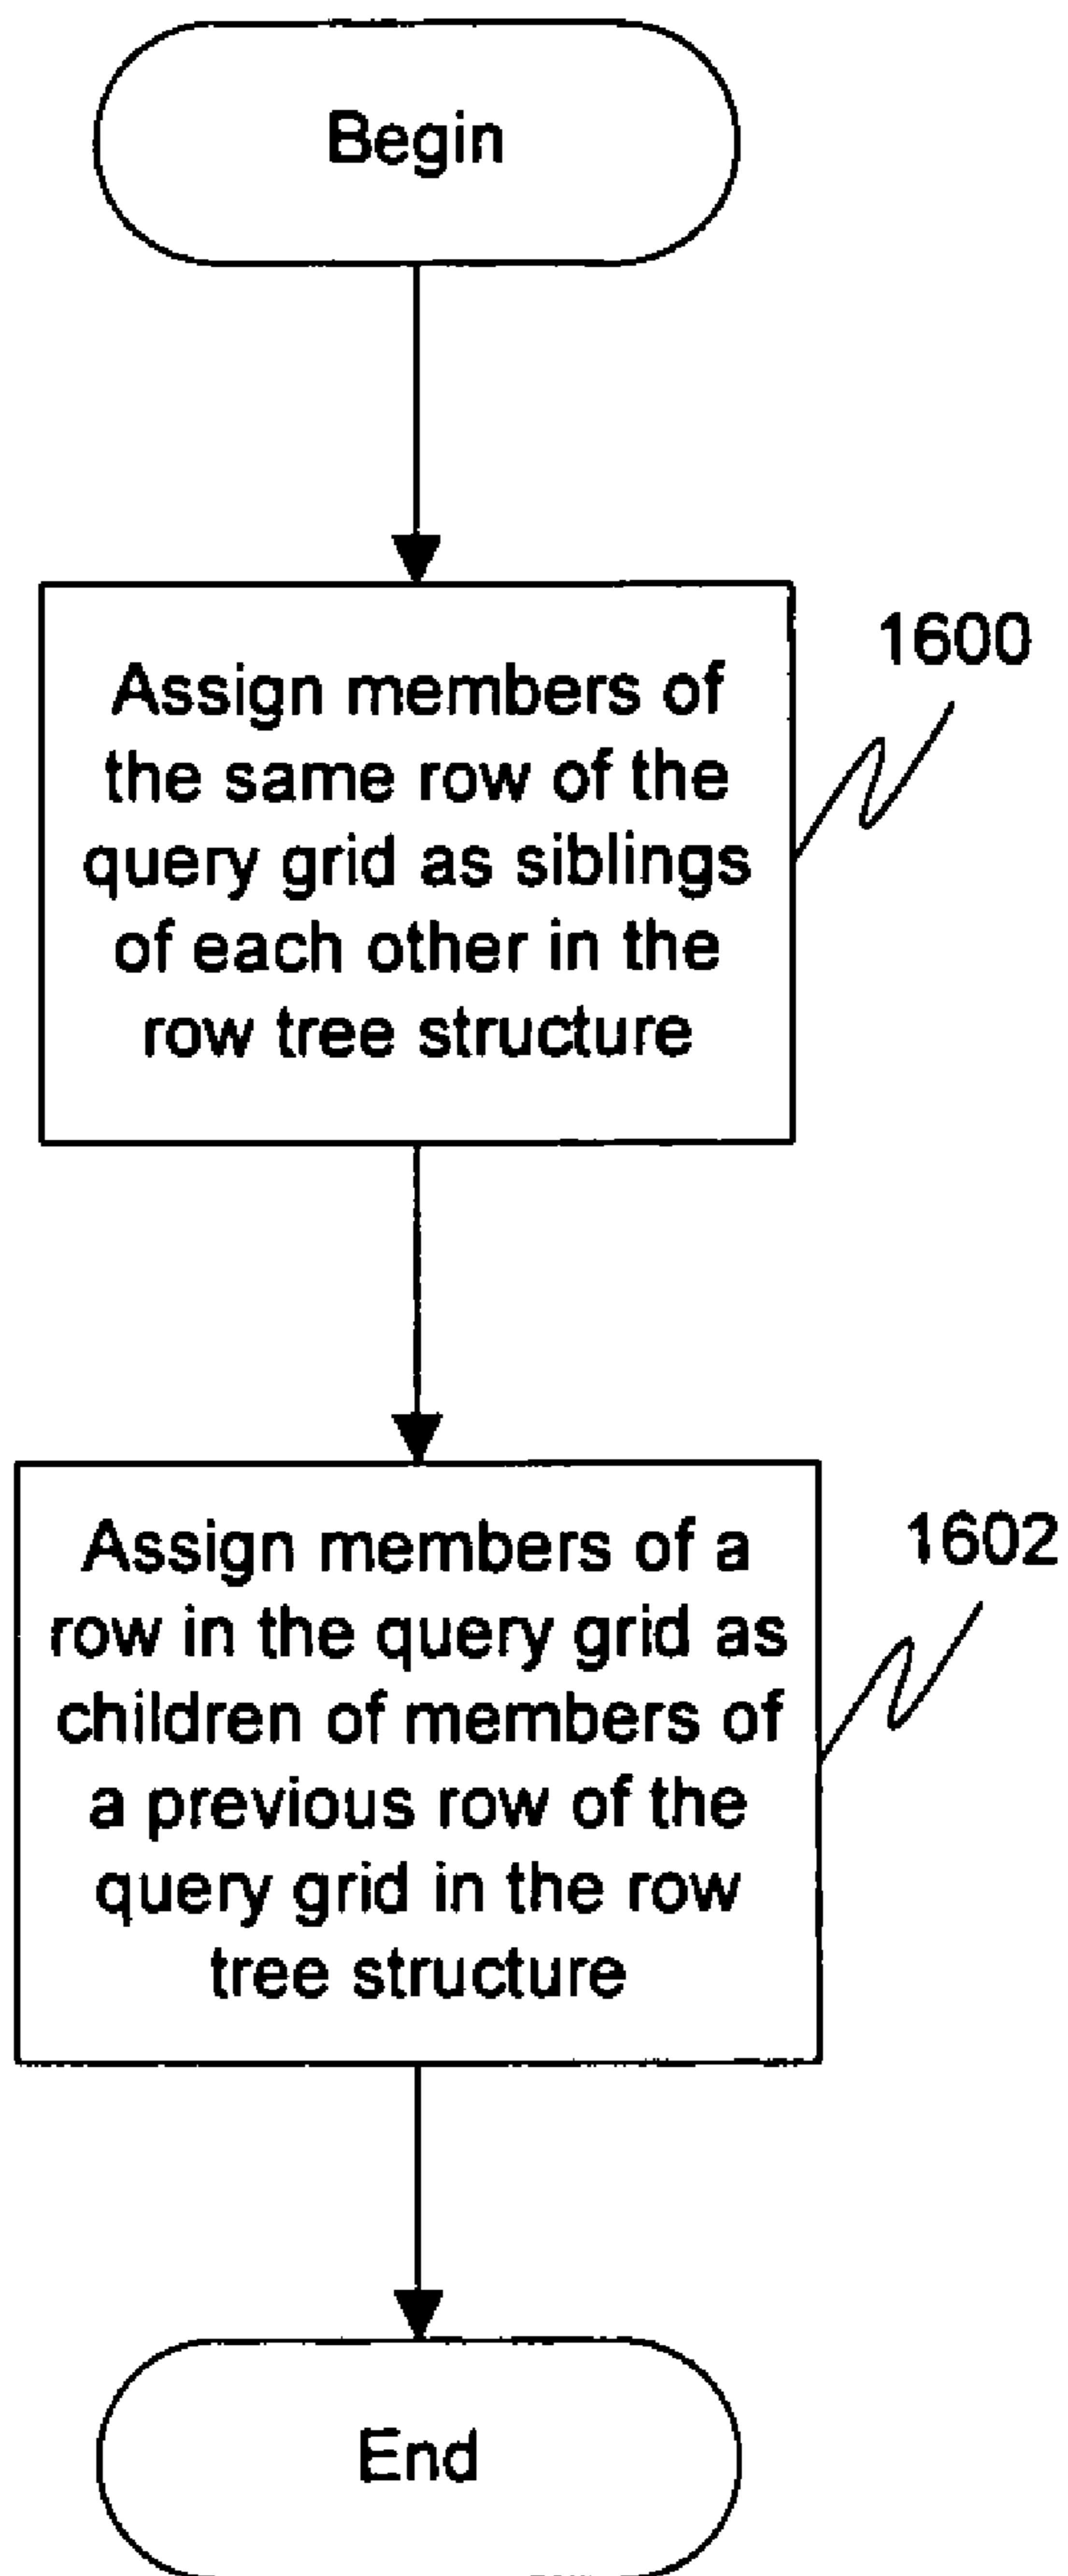 Begin
Assign members of
the same row of the
query grid as siblings
of each other in the
row tree structure
1600
Assign members of a
row in the query grid as
children of members of
a previous row of the
query grid in the row
tree structure
1602
End